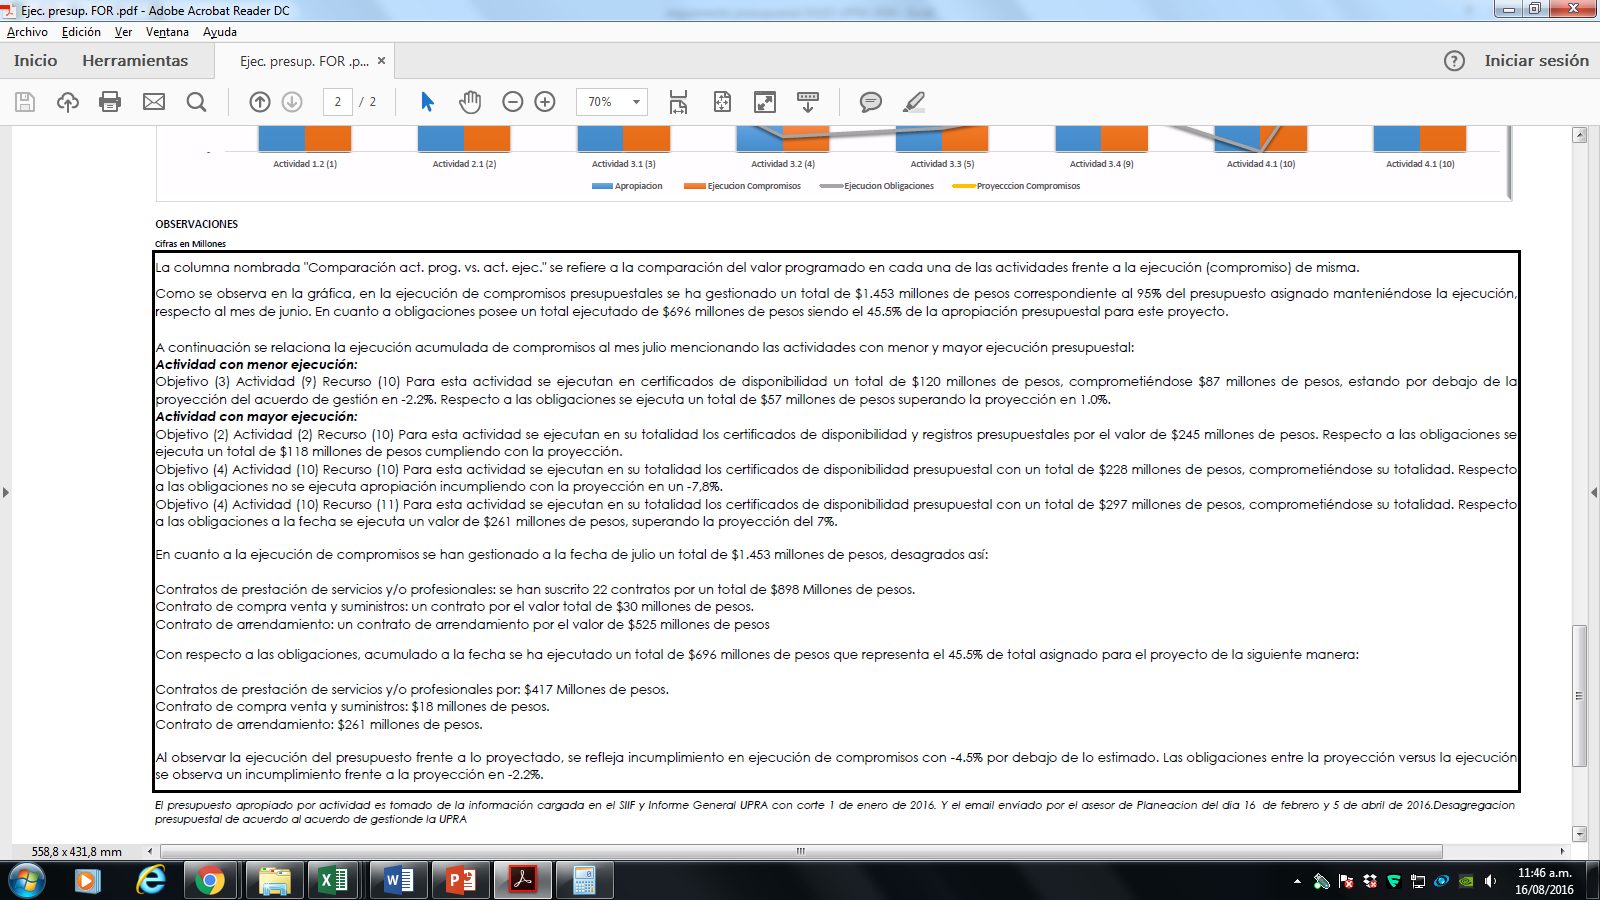 Ejec. presup. FOR .pdf - Adobe Acrobat Reader DC
Archivo Edición Ver Ventana Ayuda
Inicio Herramientas Ejec. presup. FOR .p... × ? Iniciar sesión
2 / 2 70%
-
Actividad 1.2 (1) Actividad 2.1 (2) Actividad 3.1 (3) Actividad 3.2 (4) Actividad 3.3 (5) Actividad 3.4 (9) Actividad 4.1 (10) Actividad 4.1 (10)
Apropiacion Ejecucion Compromisos Ejecucion Obligaciones Proyecccion Compromisos
OBSERVACIONES
Cifras en Millones
La columna nombrada "Comparación act. prog. vs. act. ejec." se refiere a la comparación del valor programado en cada una de las actividades frente a la ejecución (compromiso) de misma.
Como se observa en la gráfica, en la ejecución de compromisos presupuestales se ha gestionado un total de $1.453 millones de pesos correspondiente al 95% del presupuesto asignado manteniéndose la ejecución,
respecto al mes de junio. En cuanto a obligaciones posee un total ejecutado de $696 millones de pesos siendo el 45.5% de la apropiación presupuestal para este proyecto.
A continuación se relaciona la ejecución acumulada de compromisos al mes julio mencionando las actividades con menor y mayor ejecución presupuestal:
Actividad con menor ejecución:
Objetivo (3) Actividad (9) Recurso (10) Para esta actividad se ejecutan en certificados de disponibilidad un total de $120 millones de pesos, comprometiéndose $87 millones de pesos, estando por debajo de la
proyección del acuerdo de gestión en -2.2%. Respecto a las obligaciones se ejecuta un total de $57 millones de pesos superando la proyección en 1.0%.
Actividad con mayor ejecución:
Objetivo (2) Actividad (2) Recurso (10) Para esta actividad se ejecutan en su totalidad los certificados de disponibilidad y registros presupuestales por el valor de $245 millones de pesos. Respecto a las obligaciones se
ejecuta un total de $118 millones de pesos cumpliendo con la proyección.
Objetivo (4) Actividad (10) Recurso (10) Para esta actividad se ejecutan en su totalidad los certificados de disponibilidad presupuestal con un total de $228 millones de pesos, comprometiéndose su totalidad. Respecto
a las obligaciones no se ejecuta apropiación incumpliendo con la proyección en un -7,8%.
Objetivo (4) Actividad (10) Recurso (11) Para esta actividad se ejecutan en su totalidad los certificados de disponibilidad presupuestal con un total de $297 millones de pesos, comprometiéndose su totalidad. Respecto
a las obligaciones a la fecha se ejecuta un valor de $261 millones de pesos, superando la proyección del 7%.
En cuanto a la ejecución de compromisos se han gestionado a la fecha de julio un total de $1.453 millones de pesos, desagrados así:
Contratos de prestación de servicios y/o profesionales: se han suscrito 22 contratos por un total de $898 Millones de pesos.
Contrato de compra venta y suministros: un contrato por el valor total de $30 millones de pesos.
Contrato de arrendamiento: un contrato de arrendamiento por el valor de $525 millones de pesos
Con respecto a las obligaciones, acumulado a la fecha se ha ejecutado un total de $696 millones de pesos que representa el 45.5% de total asignado para el proyecto de la siguiente manera:
Contratos de prestación de servicios y/o profesionales por: $417 Millones de pesos.
Contrato de compra venta y suministros: $18 millones de pesos.
Contrato de arrendamiento: $261 millones de pesos.
Al observar la ejecución del presupuesto frente a lo proyectado, se refleja incumplimiento en ejecución de compromisos con -4.5% por debajo de lo estimado. Las obligaciones entre la proyección versus la ejecución
se observa un incumplimiento frente a la proyección en -2.2%.
El presupuesto apropiado por actividad es tomado de la información cargada en el SIIF y Informe General UPRA con corte 1 de enero de 2016. Y el email enviado por el asesor de Planeacion del dia 16 de febrero y 5 de abril de 2016.Desagregacion
presupuestal de acuerdo al acuerdo de gestionde la UPRA
558,8 x 431,8 mm
11:46 a.m.
16/08/2016